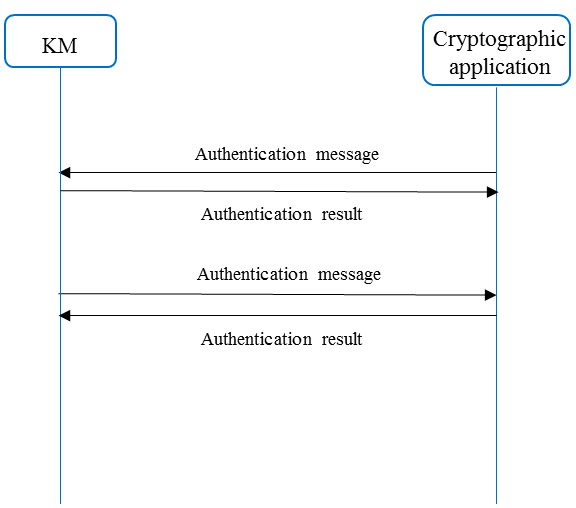 KM
Cryptographic
application
Authentication message
Authentication result
Authentication message
Authentication result